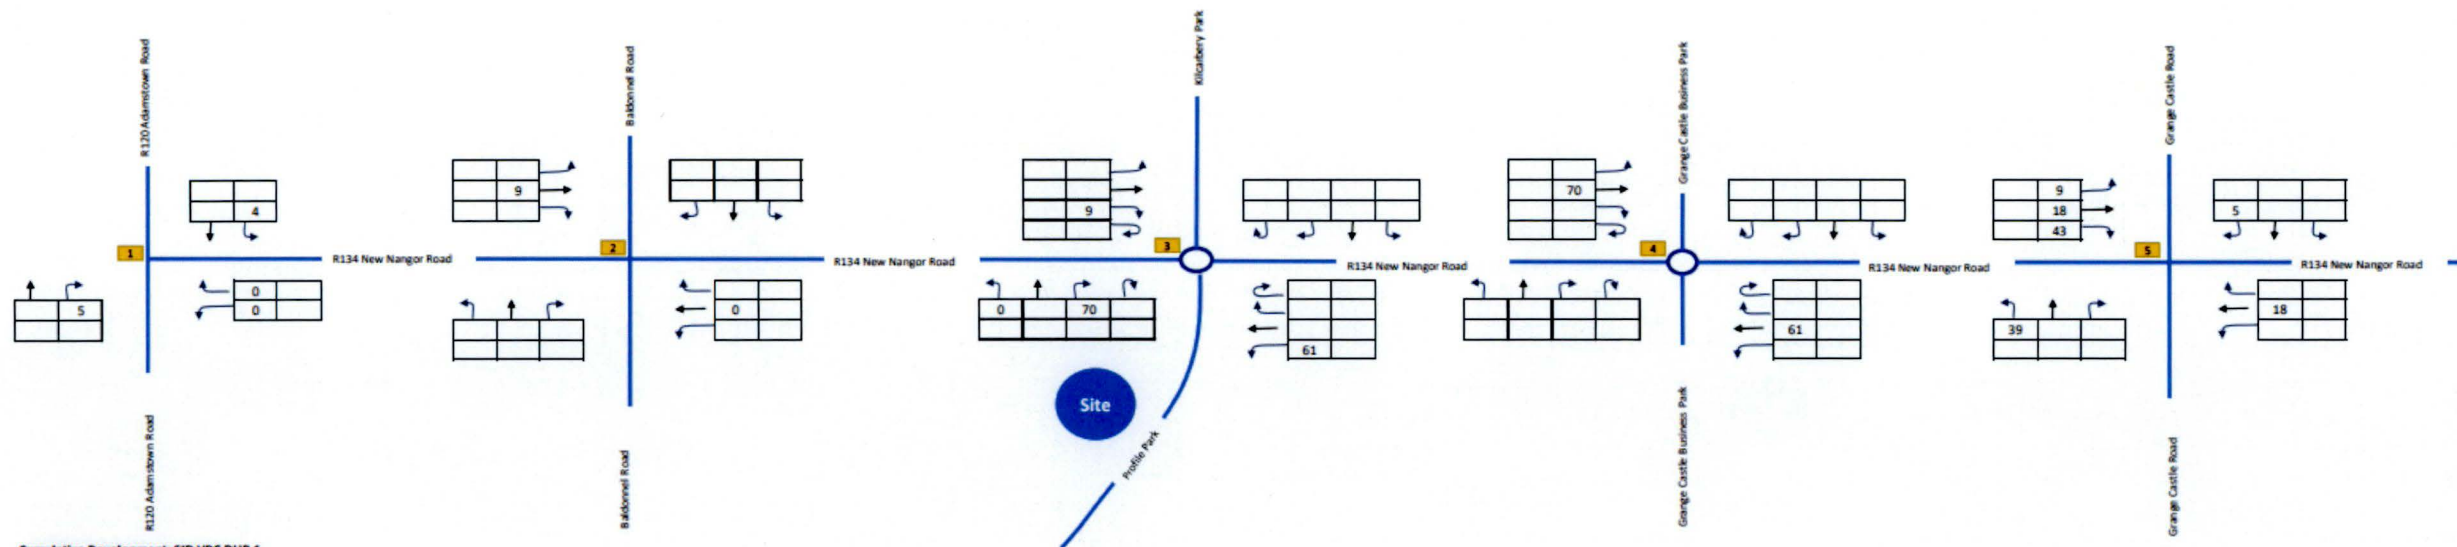 R120 Adamstown Road
Baldonnel Road
Kilcarbery Park
Grange Castle Business Park
Grange Castle Road
4
9
9
70
9
18
43
5
1
2
3
4
5
R134 New Nangor Road
R134 New Nangor Road
R134 New Nangor Road
R134 New Nangor Road
R134 New Nangor Road
5
0
0
0
0
70
61
61
39
18
Site
Profile Park
R120 Adamstown Road
Baldonnel Road
Grange Castle Business Park
Grange Castle Road